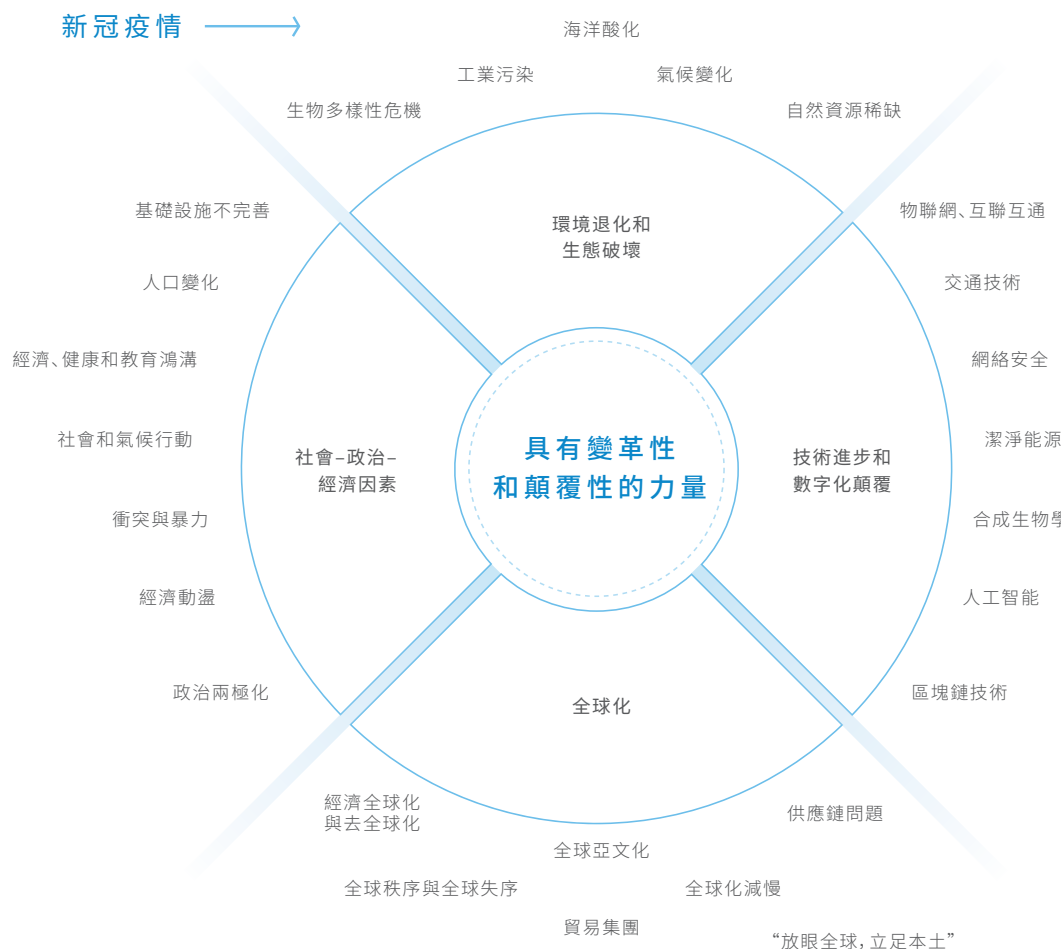 新冠疫情
海洋酸化
工業污染
氣候變化
生物多樣性危機
自然資源稀缺
基礎設施不完善
物聯網、互聯互通
環境退化和
生態破壞
人口變化
交通技術
經濟、健康和教育鴻溝
網絡安全
社會和氣候行動
潔淨能源
社會–政治–
經濟因素
具有變革性
和顛覆性的力量
技術進步和
數字化顛覆
衝突與暴力
合成生物學
經濟動盪
人工智能
政治兩極化
區塊鏈技術
全球化
經濟全球化
與去全球化
供應鏈問題
全球亞文化
全球秩序與全球失序
全球化減慢
貿易集團
“放眼全球，立足本土”